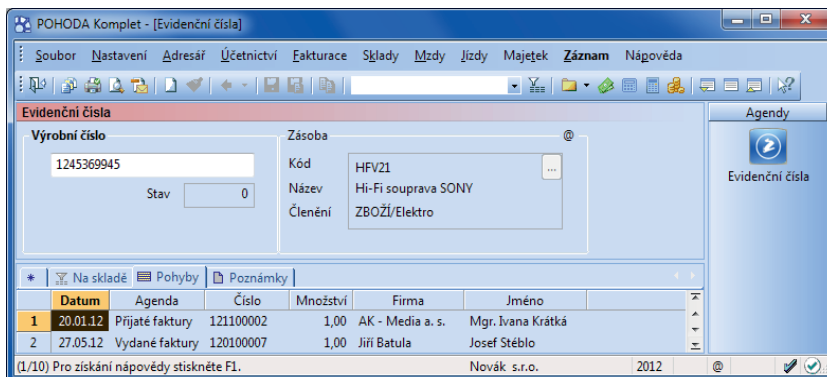 POHODA Komplet - [Evidenční čísla]
Soubor Nastavení Adresář Účetnictví Fakturace Sklady Mzdy Jízdy Majetek Záznam Nápověda
Evidenční čísla
Agendy
Výrobní číslo
Zásoba @
1245369945
Kód HFV21 ...
Stav 0
Název Hi-Fi souprava SONY
Členění ZBOŽÍ/Elektro
2
Evidenční čísla
* Na skladě Pohyby Poznámky
Datum Agenda Číslo Množství Firma Jméno
1 20.01.12 Přijaté faktury 121100002 1,00 AK - Media a. s. Mgr. Ivana Krátká
2 27.05.12 Vydané faktury 120100007 1,00 Jiří Batula Josef Stéblo
(1/10) Pro získání nápovědy stiskněte F1. Novák s.r.o. 2012 @